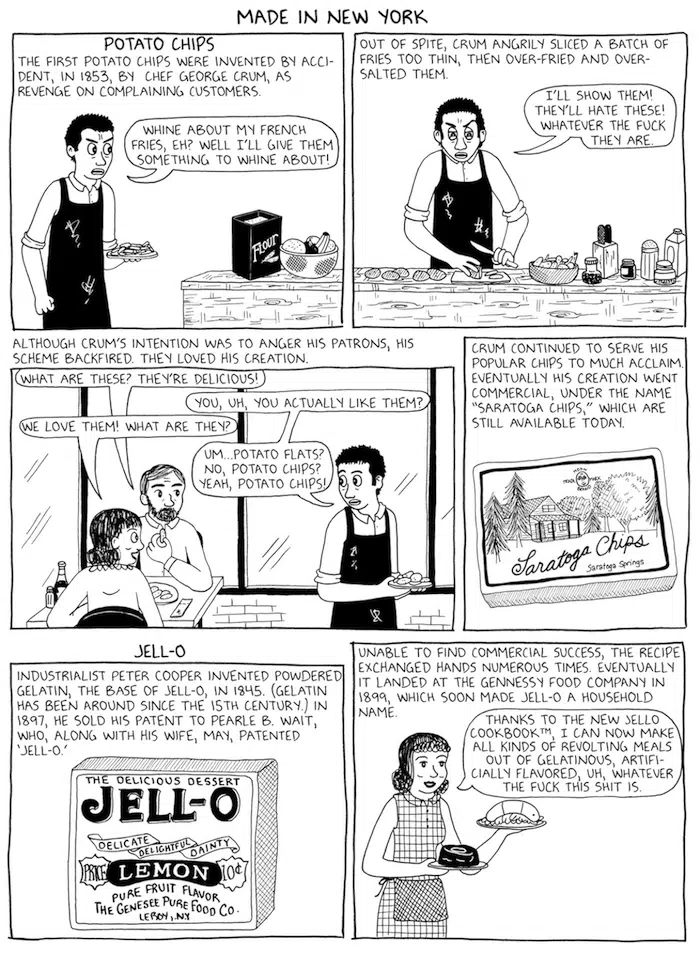 MADE IN NEW YORK
POTATO CHIPS
THE FIRST POTATO CHIPS WERE INVENTED BY ACCI-
DENT, IN 1853, BY CHEF GEORGE CRUM, AS
REVENGE ON COMPLAINING CUSTOMERS.
WHINE ABOUT MY FRENCH
FRIES, EH? WELL I'LL GIVE THEM
SOMETHING TO WHINE ABOUT!
FLOUR
OUT OF SPITE, CRUM ANGRILY SLICED A BATCH OF
FRIES TOO THIN, THEN OVER-FRIED AND OVER-
SALTED THEM.
I'LL SHOW THEM!
THEY'LL HATE THESE!
WHATEVER THE FUCK
THEY ARE.
ALTHOUGH CRUM'S INTENTION WAS TO ANGER HIS PATRONS, HIS
SCHEME BACKFIRED. THEY LOVED HIS CREATION.
WHAT ARE THESE? THEY'RE DELICIOUS!
YOU, UH, YOU ACTUALLY LIKE THEM?
WE LOVE THEM! WHAT ARE THEY?
UM...POTATO FLATS?
NO, POTATO CHIPS?
YEAH, POTATO CHIPS!
CRUM CONTINUED TO SERVE HIS
POPULAR CHIPS TO MUCH ACCLAIM.
EVENTUALLY HIS CREATION WENT
COMMERCIAL, UNDER THE NAME
"SARATOGA CHIPS," WHICH ARE
STILL AVAILABLE TODAY.
Saratoga Chips
Saratoga Springs
JELL-O
INDUSTRIALIST PETER COOPER INVENTED POWDERED
GELATIN, THE BASE OF JELL-O, IN 1845. (GELATIN
HAS BEEN AROUND SINCE THE 15TH CENTURY.) IN
1897, HE SOLD HIS PATENT TO PEARLE B. WAIT,
WHO, ALONG WITH HIS WIFE, MAY, PATENTED
'JELL-O.'
THE DELICIOUS DESSERT
JELL-O
DELICATE
DELIGHTFUL
DAINTY
PRICE LEMON 10¢
PURE FRUIT FLAVOR
THE GENESEE PURE FOOD CO.
LEROY, NY
UNABLE TO FIND COMMERCIAL SUCCESS, THE RECIPE
EXCHANGED HANDS NUMEROUS TIMES. EVENTUALLY
IT LANDED AT THE GENNESSY FOOD COMPANY IN
1899, WHICH SOON MADE JELL-O A HOUSEHOLD
NAME.
THANKS TO THE NEW JELLO
COOKBOOK™, I CAN NOW MAKE
ALL KINDS OF REVOLTING MEALS
OUT OF GELATINOUS, ARTIFI-
CIALLY FLAVORED, UH, WHATEVER
THE FUCK THIS SHIT IS.